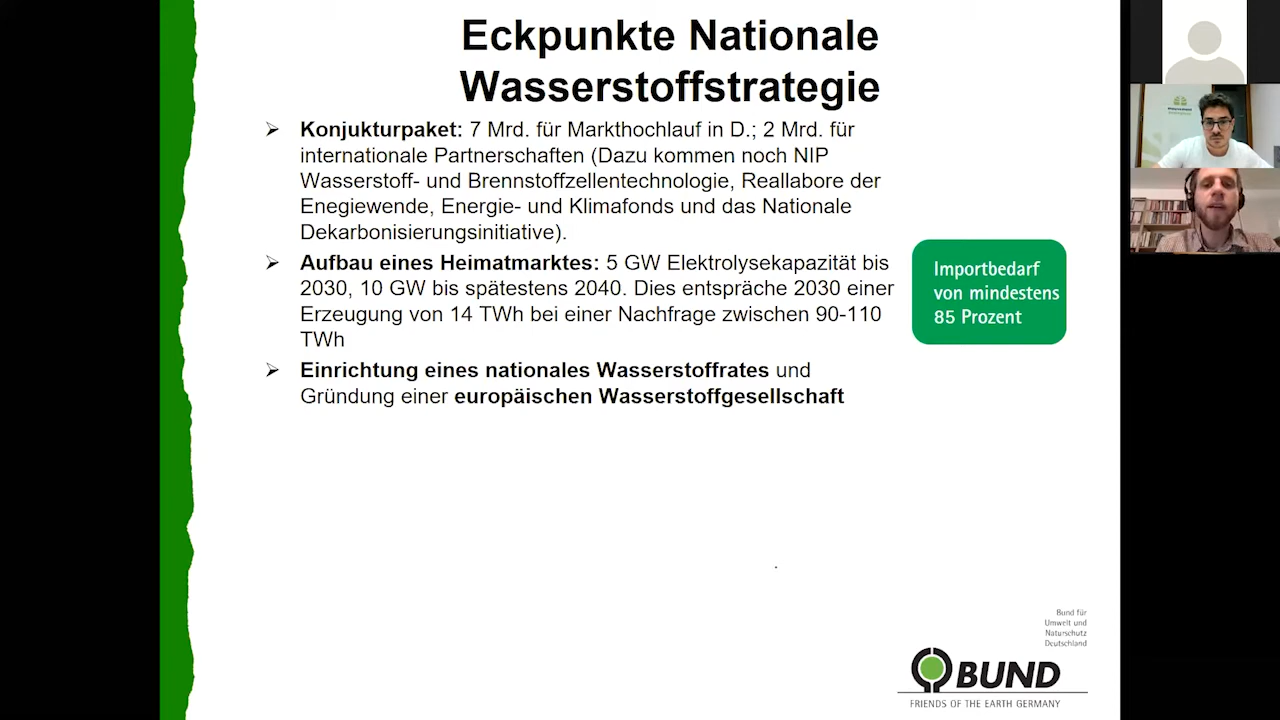 Eckpunkte Nationale
Wasserstoffstrategie
Konjukturpaket: 7 Mrd. für Markthochlauf in D.; 2 Mrd. für
internationale Partnerschaften (Dazu kommen noch NIP
Wasserstoff- und Brennstoffzellentechnologie, Reallabore der
Enegiewende, Energie- und Klimafonds und das Nationale
Dekarbonisierungsinitiative).
Aufbau eines Heimatmarktes: 5 GW Elektrolysekapazität bis
2030, 10 GW bis spätestens 2040. Dies entspräche 2030 einer
Erzeugung von 14 TWh bei einer Nachfrage zwischen 90-110
TWh
Importbedarf
von mindestens
85 Prozent
Einrichtung eines nationales Wasserstoffrates und
Gründung einer europäischen Wasserstoffgesellschaft
Bund für
Umwelt und
Naturschutz
Deutschland
BUND
FRIENDS OF THE EARTH GERMANY